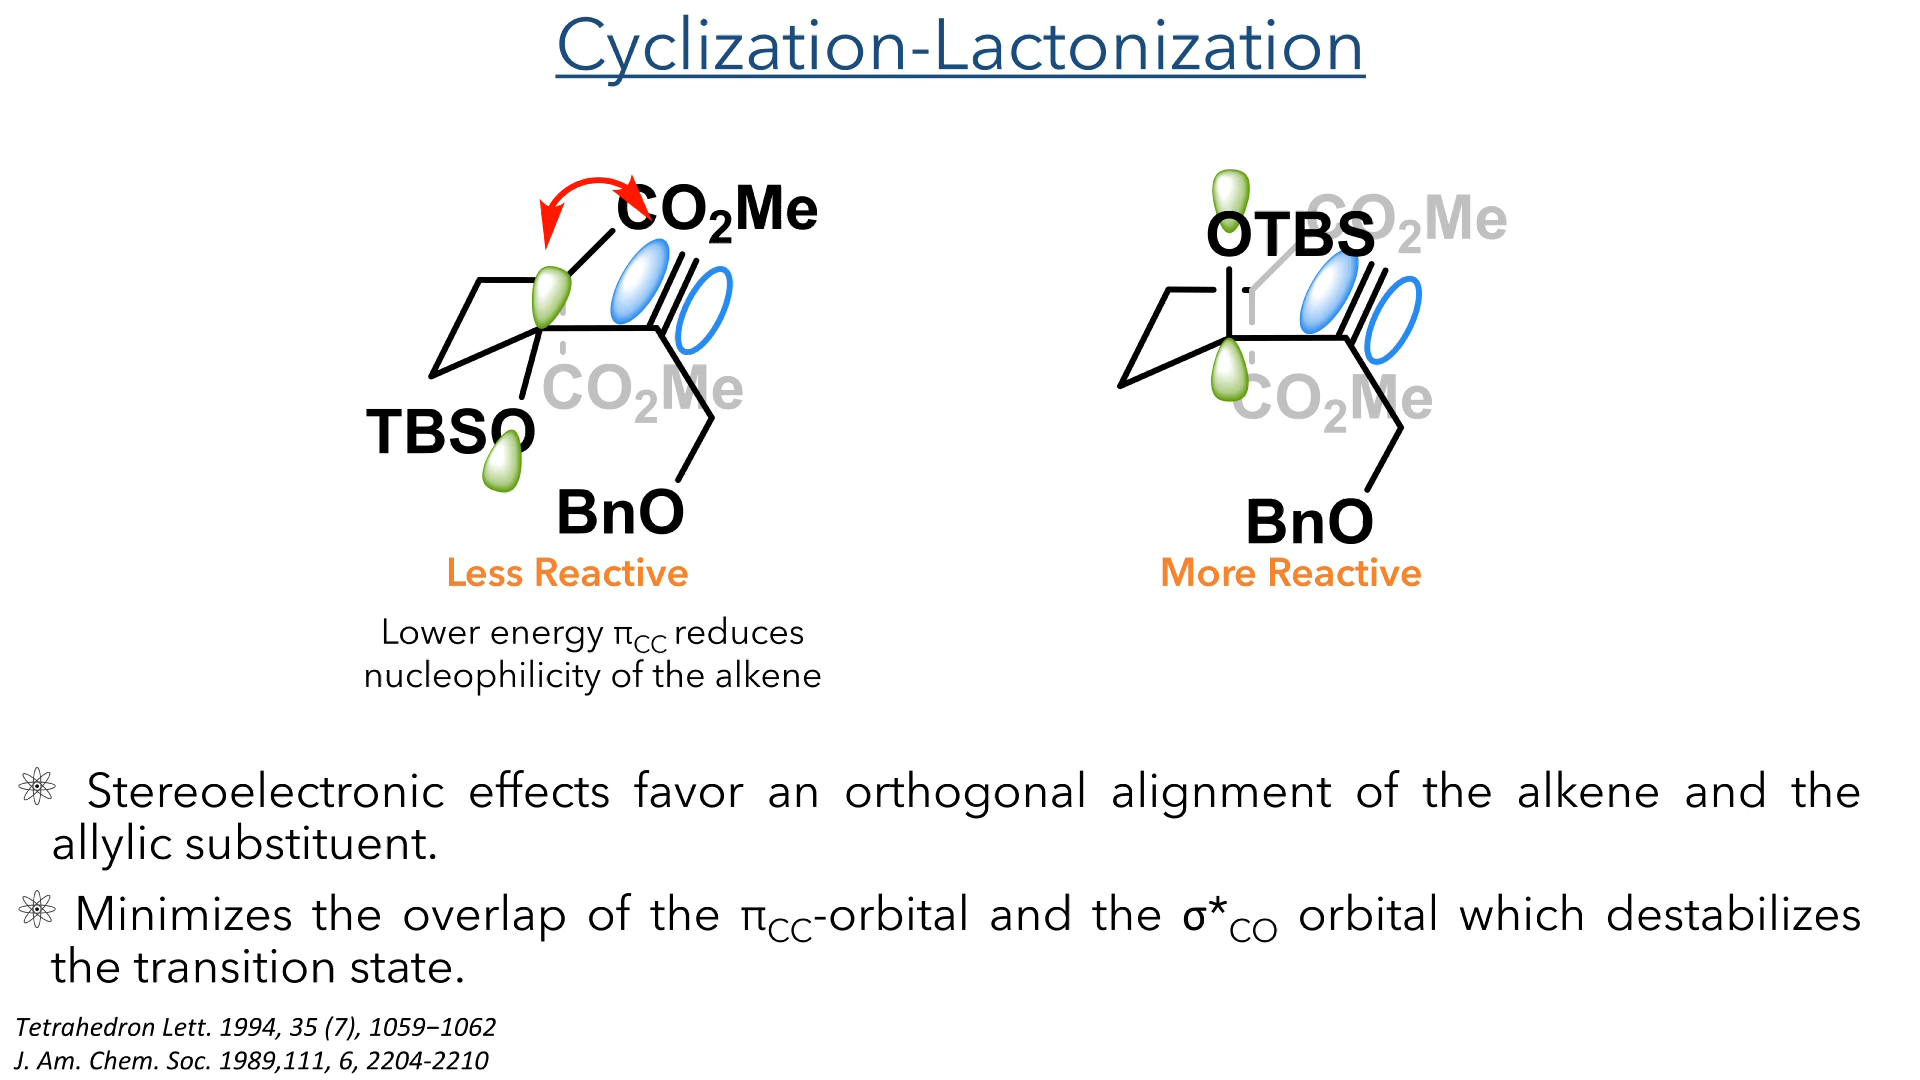 Cyclization-Lactonization
CO₂Me
CO₂Me
TBSO
BnO
OTBS
CO₂Me
CO₂Me
BnO
Less Reactive
More Reactive
Lower energy πCC reduces
nucleophilicity of the alkene
Stereoelectronic effects favor an orthogonal alignment of the alkene and the
allylic substituent.
Minimizes the overlap of the πCC-orbital and the σ*CO orbital which destabilizes
the transition state.
Tetrahedron Lett. 1994, 35 (7), 1059–1062
J. Am. Chem. Soc. 1989,111, 6, 2204-2210